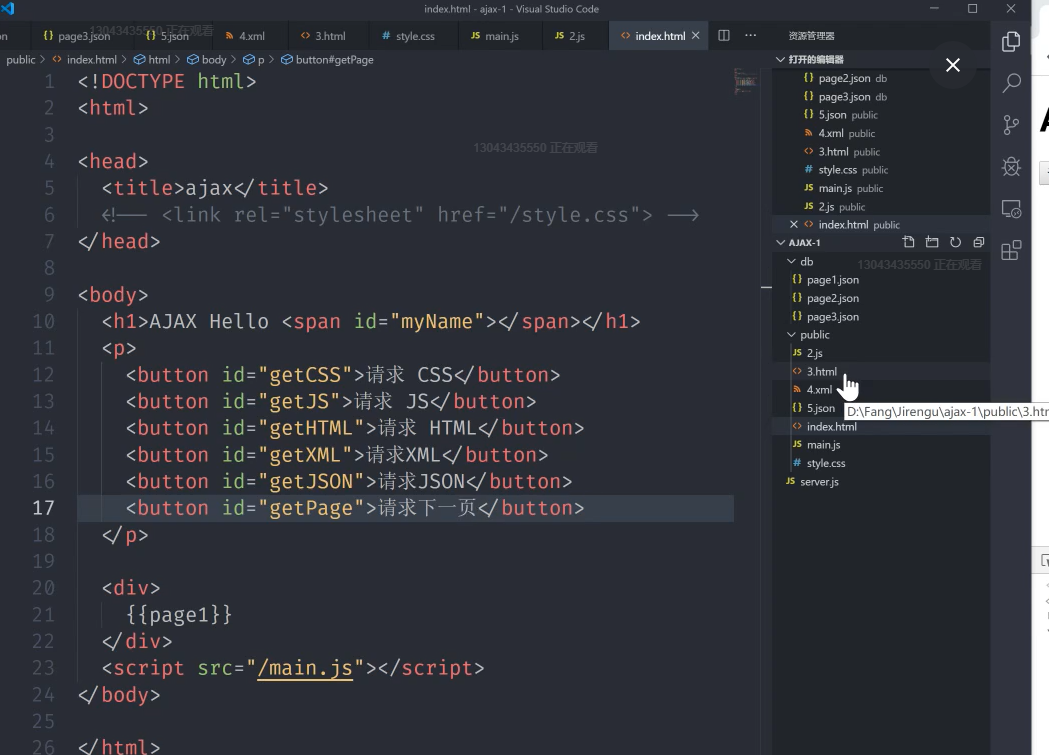 index.html - ajax-1 - Visual Studio Code
on
page3.json
5.json
4.xml
3.html
style.css
main.js
2.js
index.html
13043435550 正在观看
资源管理器
public > index.html > html > body > p > button#getPage
1 <!DOCTYPE html>
2 <html>
3
4 <head>
5 <title>ajax</title>
6 <!-- <link rel="stylesheet" href="/style.css"> -->
7 </head>
8
9 <body>
10 <h1>AJAX Hello <span id="myName"></span></h1>
11 <p>
12 <button id="getCSS">请求 CSS</button>
13 <button id="getJS">请求 JS</button>
14 <button id="getHTML">请求 HTML</button>
15 <button id="getXML">请求XML</button>
16 <button id="getJSON">请求JSON</button>
17 <button id="getPage">请求下一页</button>
18 </p>
19
20 <div>
21 {{page1}}
22 </div>
23 <script src="/main.js"></script>
24 </body>
25
26 </html>
13043435550 正在观看
打开的编辑器
page2.json db
page3.json db
5.json public
4.xml public
3.html public
style.css public
main.js public
2.js public
index.html public
AJAX-1
db
13043435550 正在观看
page1.json
page2.json
page3.json
public
2.js
3.html
4.xml
5.json
D:\Fang\Jirengu\ajax-1\public\3.htm
index.html
main.js
style.css
server.js